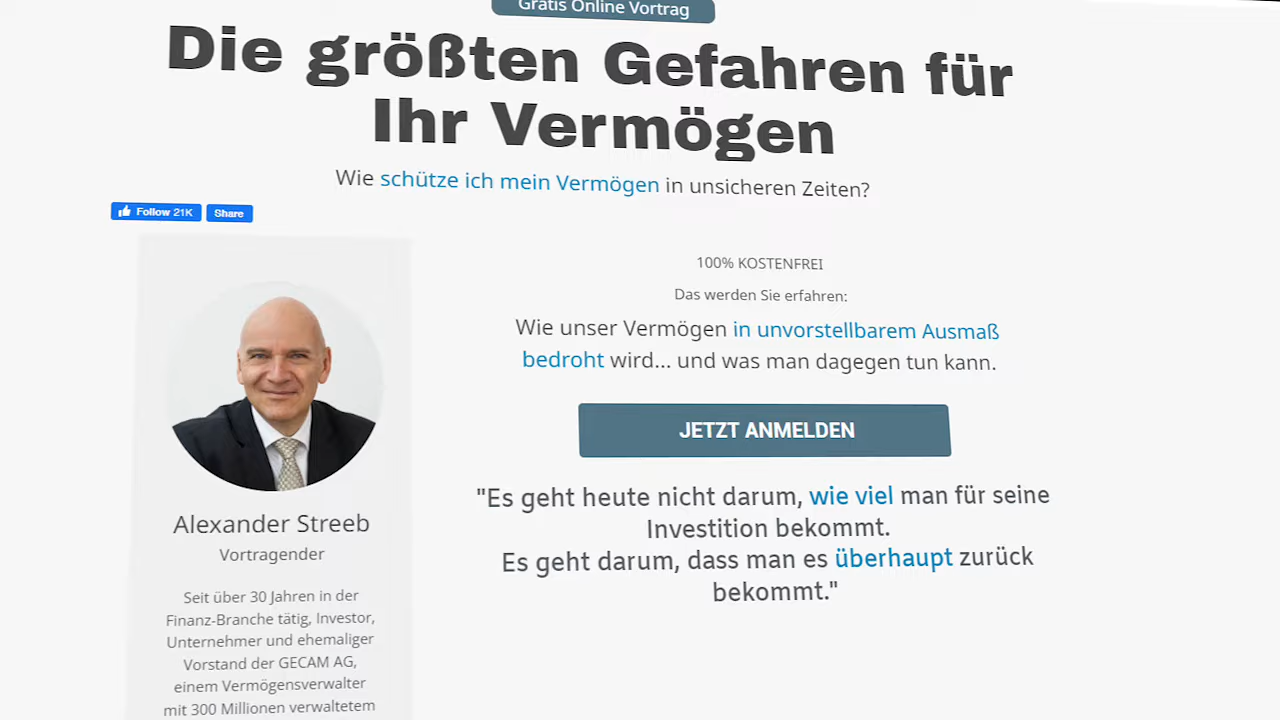 Gratis Online Vortrag
Die größten Gefahren für
Ihr Vermögen
Wie schütze ich mein Vermögen in unsicheren Zeiten?
Follow 21K
Share
100% KOSTENFREI
Das werden Sie erfahren:
Wie unser Vermögen in unvorstellbarem Ausmaß
bedroht wird... und was man dagegen tun kann.
JETZT ANMELDEN
"Es geht heute nicht darum, wie viel man für seine
Investition bekommt.
Es geht darum, dass man es überhaupt zurück
bekommt."
Alexander Streeb
Vortragender
Seit über 30 Jahren in der
Finanz-Branche tätig, Investor,
Unternehmer und ehemaliger
Vorstand der GECAM AG,
einem Vermögensverwalter
mit 300 Millionen verwaltetem